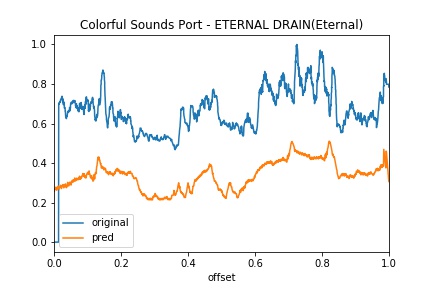 Colorful Sounds Port - ETERNAL DRAIN(Eternal)
1.0
0.8
0.6
0.4
0.2
0.0
original
pred
0.0 0.2 0.4 0.6 0.8 1.0
offset